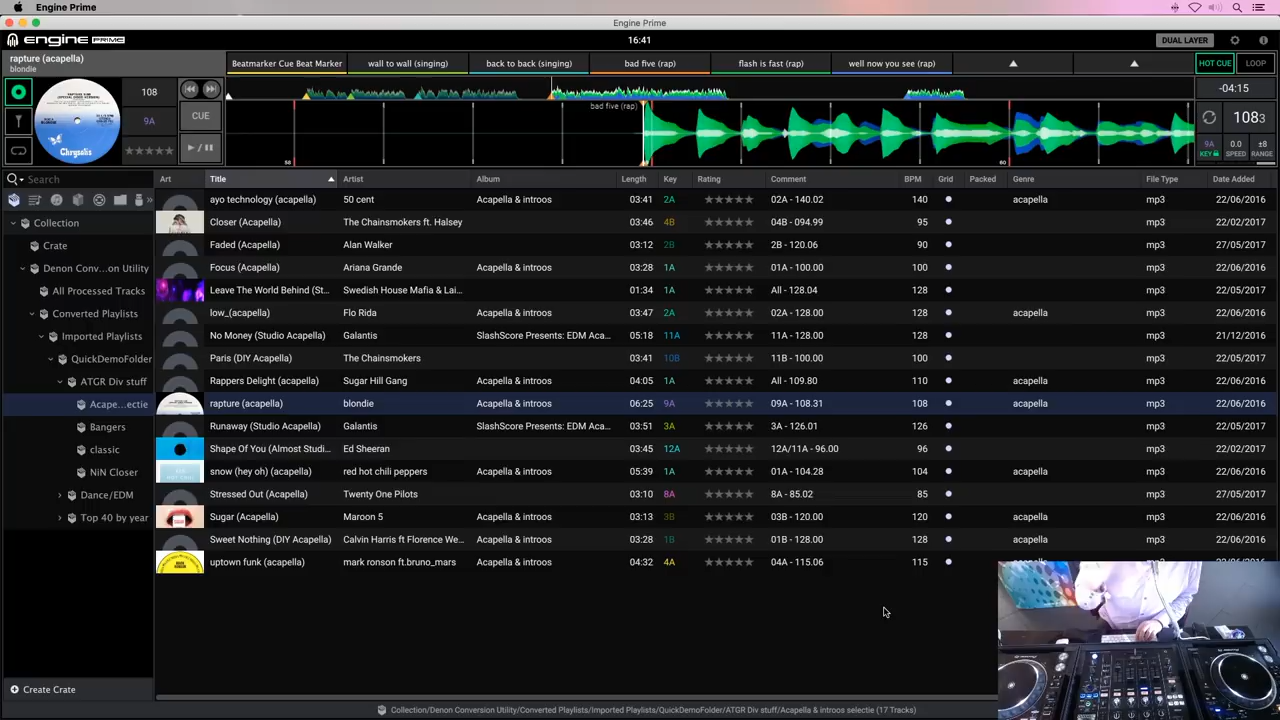 Engine Prime
Engine Prime
engine PRIME
16:41
DUAL LAYER
rapture (acapella)
blondie
108
9A
CUE
Chrysalis
Beatmarker Cue Beat Marker
wall to wall (singing)
back to back (singing)
bad five (rap)
flash is fast (rap)
well now you see (rap)
HOT CUE
LOOP
-04:15
bad five (rap)
58
60
1083
9A
KEY
0.0
SPEED
±8
RANGE
Search
Art Title Artist Album Length Key Rating Comment BPM Grid Packed Genre File Type Date Added
Collection
Crate
Denon Conv...on Utility
All Processed Tracks
Converted Playlists
Imported Playlists
QuickDemoFolder
ATGR Div stuff
Acape...ectie
Bangers
classic
NiN Closer
Dance/EDM
Top 40 by year
Create Crate
ayo technology (acapella) 50 cent Acapella & introos 03:41 2A 02A - 140.02 140 acapella mp3 22/06/2016
Closer (Acapella) The Chainsmokers ft. Halsey 03:46 4B 04B - 094.99 95 mp3 22/02/2017
Faded (Acapella) Alan Walker 03:12 2B 2B - 120.06 90 mp3 27/05/2017
Focus (Acapella) Ariana Grande Acapella & introos 03:28 1A 01A - 100.00 100 mp3 22/06/2016
Leave The World Behind (St... Swedish House Mafia & Lai... 01:34 1A All - 128.04 128 mp3 22/06/2016
low_(acapella) Flo Rida Acapella & introos 03:47 2A 02A - 128.00 128 acapella mp3 22/06/2016
No Money (Studio Acapella) Galantis SlashScore Presents: EDM Aca... 05:18 11A 11A - 128.00 128 mp3 21/12/2016
Paris (DIY Acapella) The Chainsmokers 03:41 10B 11B - 100.00 100 mp3 22/05/2017
Rappers Delight (acapella) Sugar Hill Gang Acapella & introos 04:05 1A All - 109.80 110 acapella mp3 22/06/2016
rapture (acapella) blondie Acapella & introos 06:25 9A 09A - 108.31 108 acapella mp3 22/06/2016
Runaway (Studio Acapella) Galantis SlashScore Presents: EDM Aca... 03:51 3A 3A - 126.01 126 mp3 22/05/2017
Shape Of You (Almost Studi... Ed Sheeran 03:45 12A 12A/11A - 96.00 96 mp3 22/05/2017
snow (hey oh) (acapella) red hot chili peppers Acapella & introos 05:39 1A 01A - 104.28 104 acapella mp3 22/06/2016
Stressed Out (Acapella) Twenty One Pilots 03:10 8A 8A - 85.02 85 mp3 27/05/2017
Sugar (Acapella) Maroon 5 Acapella & introos 03:13 3B 03B - 120.00 120 acapella mp3 22/06/2016
Sweet Nothing (DIY Acapella) Calvin Harris ft Florence We... Acapella & introos 03:28 1B 01B - 128.00 128 acapella mp3 22/06/2016
uptown funk (acapella) mark ronson ft.bruno_mars Acapella & introos 04:32 4A 04A - 115.06 115 acapella mp3
Collection/Denon Conversion Utility/Converted Playlists/Imported Playlists/QuickDemoFolder/ATGR Div stuff/Acapella & introos selectie (17 Tracks)